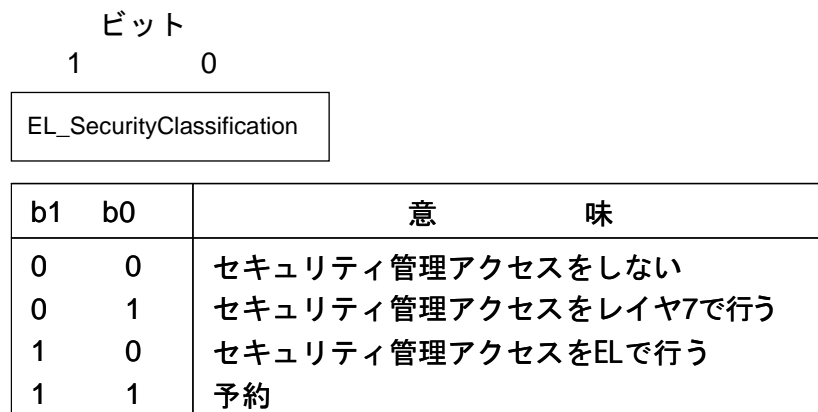 ビット
1 0
EL_SecurityClassification
b1 b0 意 味
0 0 セキュリティ管理アクセスをしない
0 1 セキュリティ管理アクセスをレイヤ7で行う
1 0 セキュリティ管理アクセスをELで行う
1 1 予約